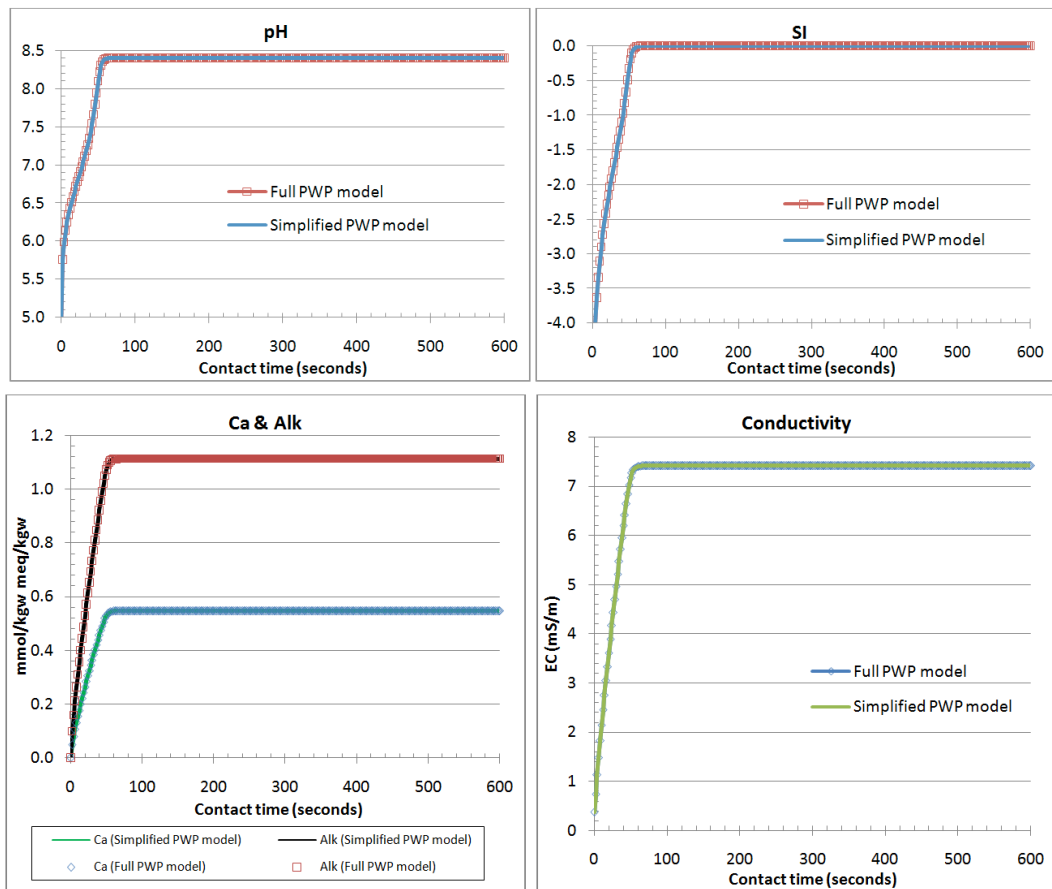 pH
8.5
8.0
7.5
7.0
6.5
6.0
5.5
5.0
Full PWP model
Simplified PWP model
0 100 200 300 400 500 600
Contact time (seconds)
SI
0.0
-0.5
-1.0
-1.5
-2.0
-2.5
-3.0
-3.5
-4.0
Full PWP model
Simplified PWP model
0 100 200 300 400 500 600
Contact time (seconds)
Ca & Alk
mmol/kgw meq/kgw
1.2
1.0
0.8
0.6
0.4
0.2
0.0
0 100 200 300 400 500 600
Contact time (seconds)
Ca (Simplified PWP model) Alk (Simplified PWP model)
Ca (Full PWP model) Alk (Full PWP model)
Conductivity
EC (mS/m)
8
7
6
5
4
3
2
1
0
Full PWP model
Simplified PWP model
0 100 200 300 400 500 600
Contact time (seconds)